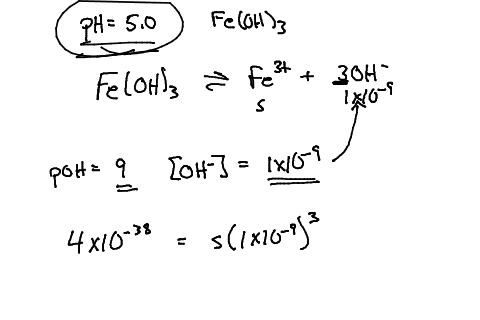 pH = 5.0 Fe(OH)3
Fe(OH)3 ⇌ Fe3+ + 3OH-
s 1x10-9
pOH = 9 [OH-] = 1x10-9
4x10-38 = s(1x10-9)3